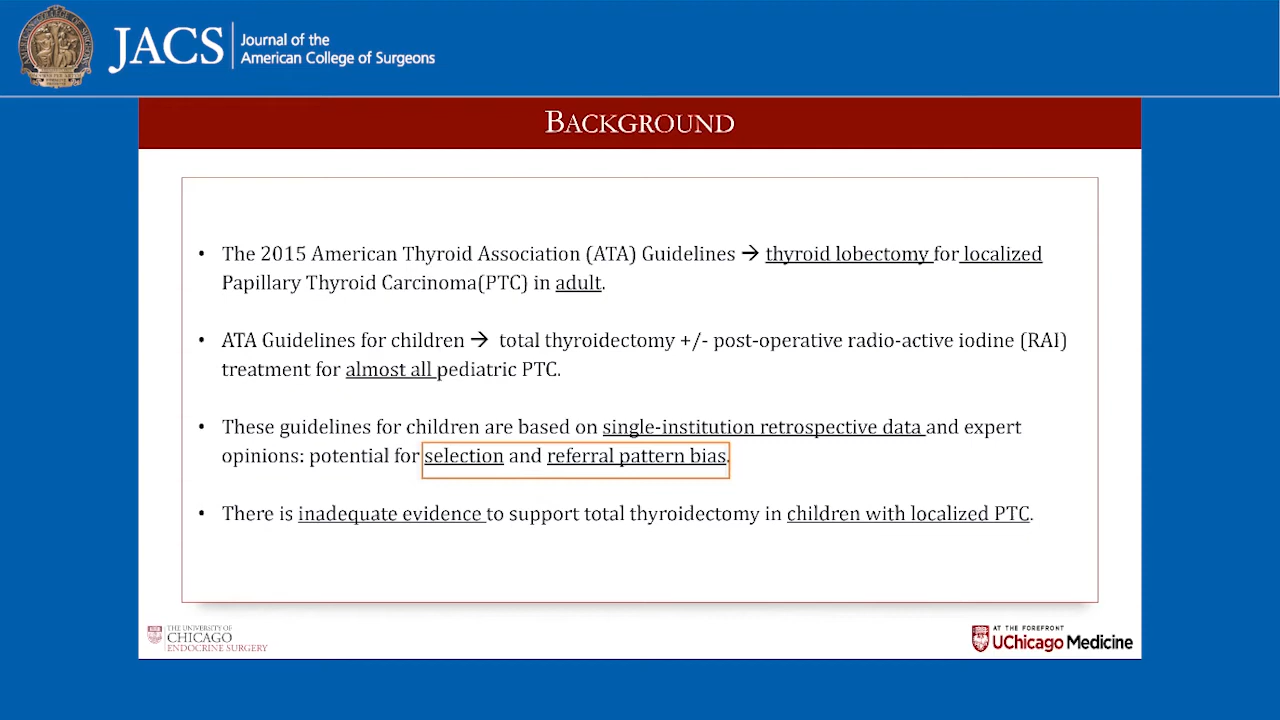 JACS
Journal of the
American College of Surgeons
BACKGROUND
• The 2015 American Thyroid Association (ATA) Guidelines → thyroid lobectomy for localized
Papillary Thyroid Carcinoma(PTC) in adult.
• ATA Guidelines for children → total thyroidectomy +/- post-operative radio-active iodine (RAI)
treatment for almost all pediatric PTC.
• These guidelines for children are based on single-institution retrospective data and expert
opinions: potential for selection and referral pattern bias.
• There is inadequate evidence to support total thyroidectomy in children with localized PTC.
THE UNIVERSITY OF
CHICAGO
ENDOCRINE SURGERY
AT THE FOREFRONT
UChicago Medicine